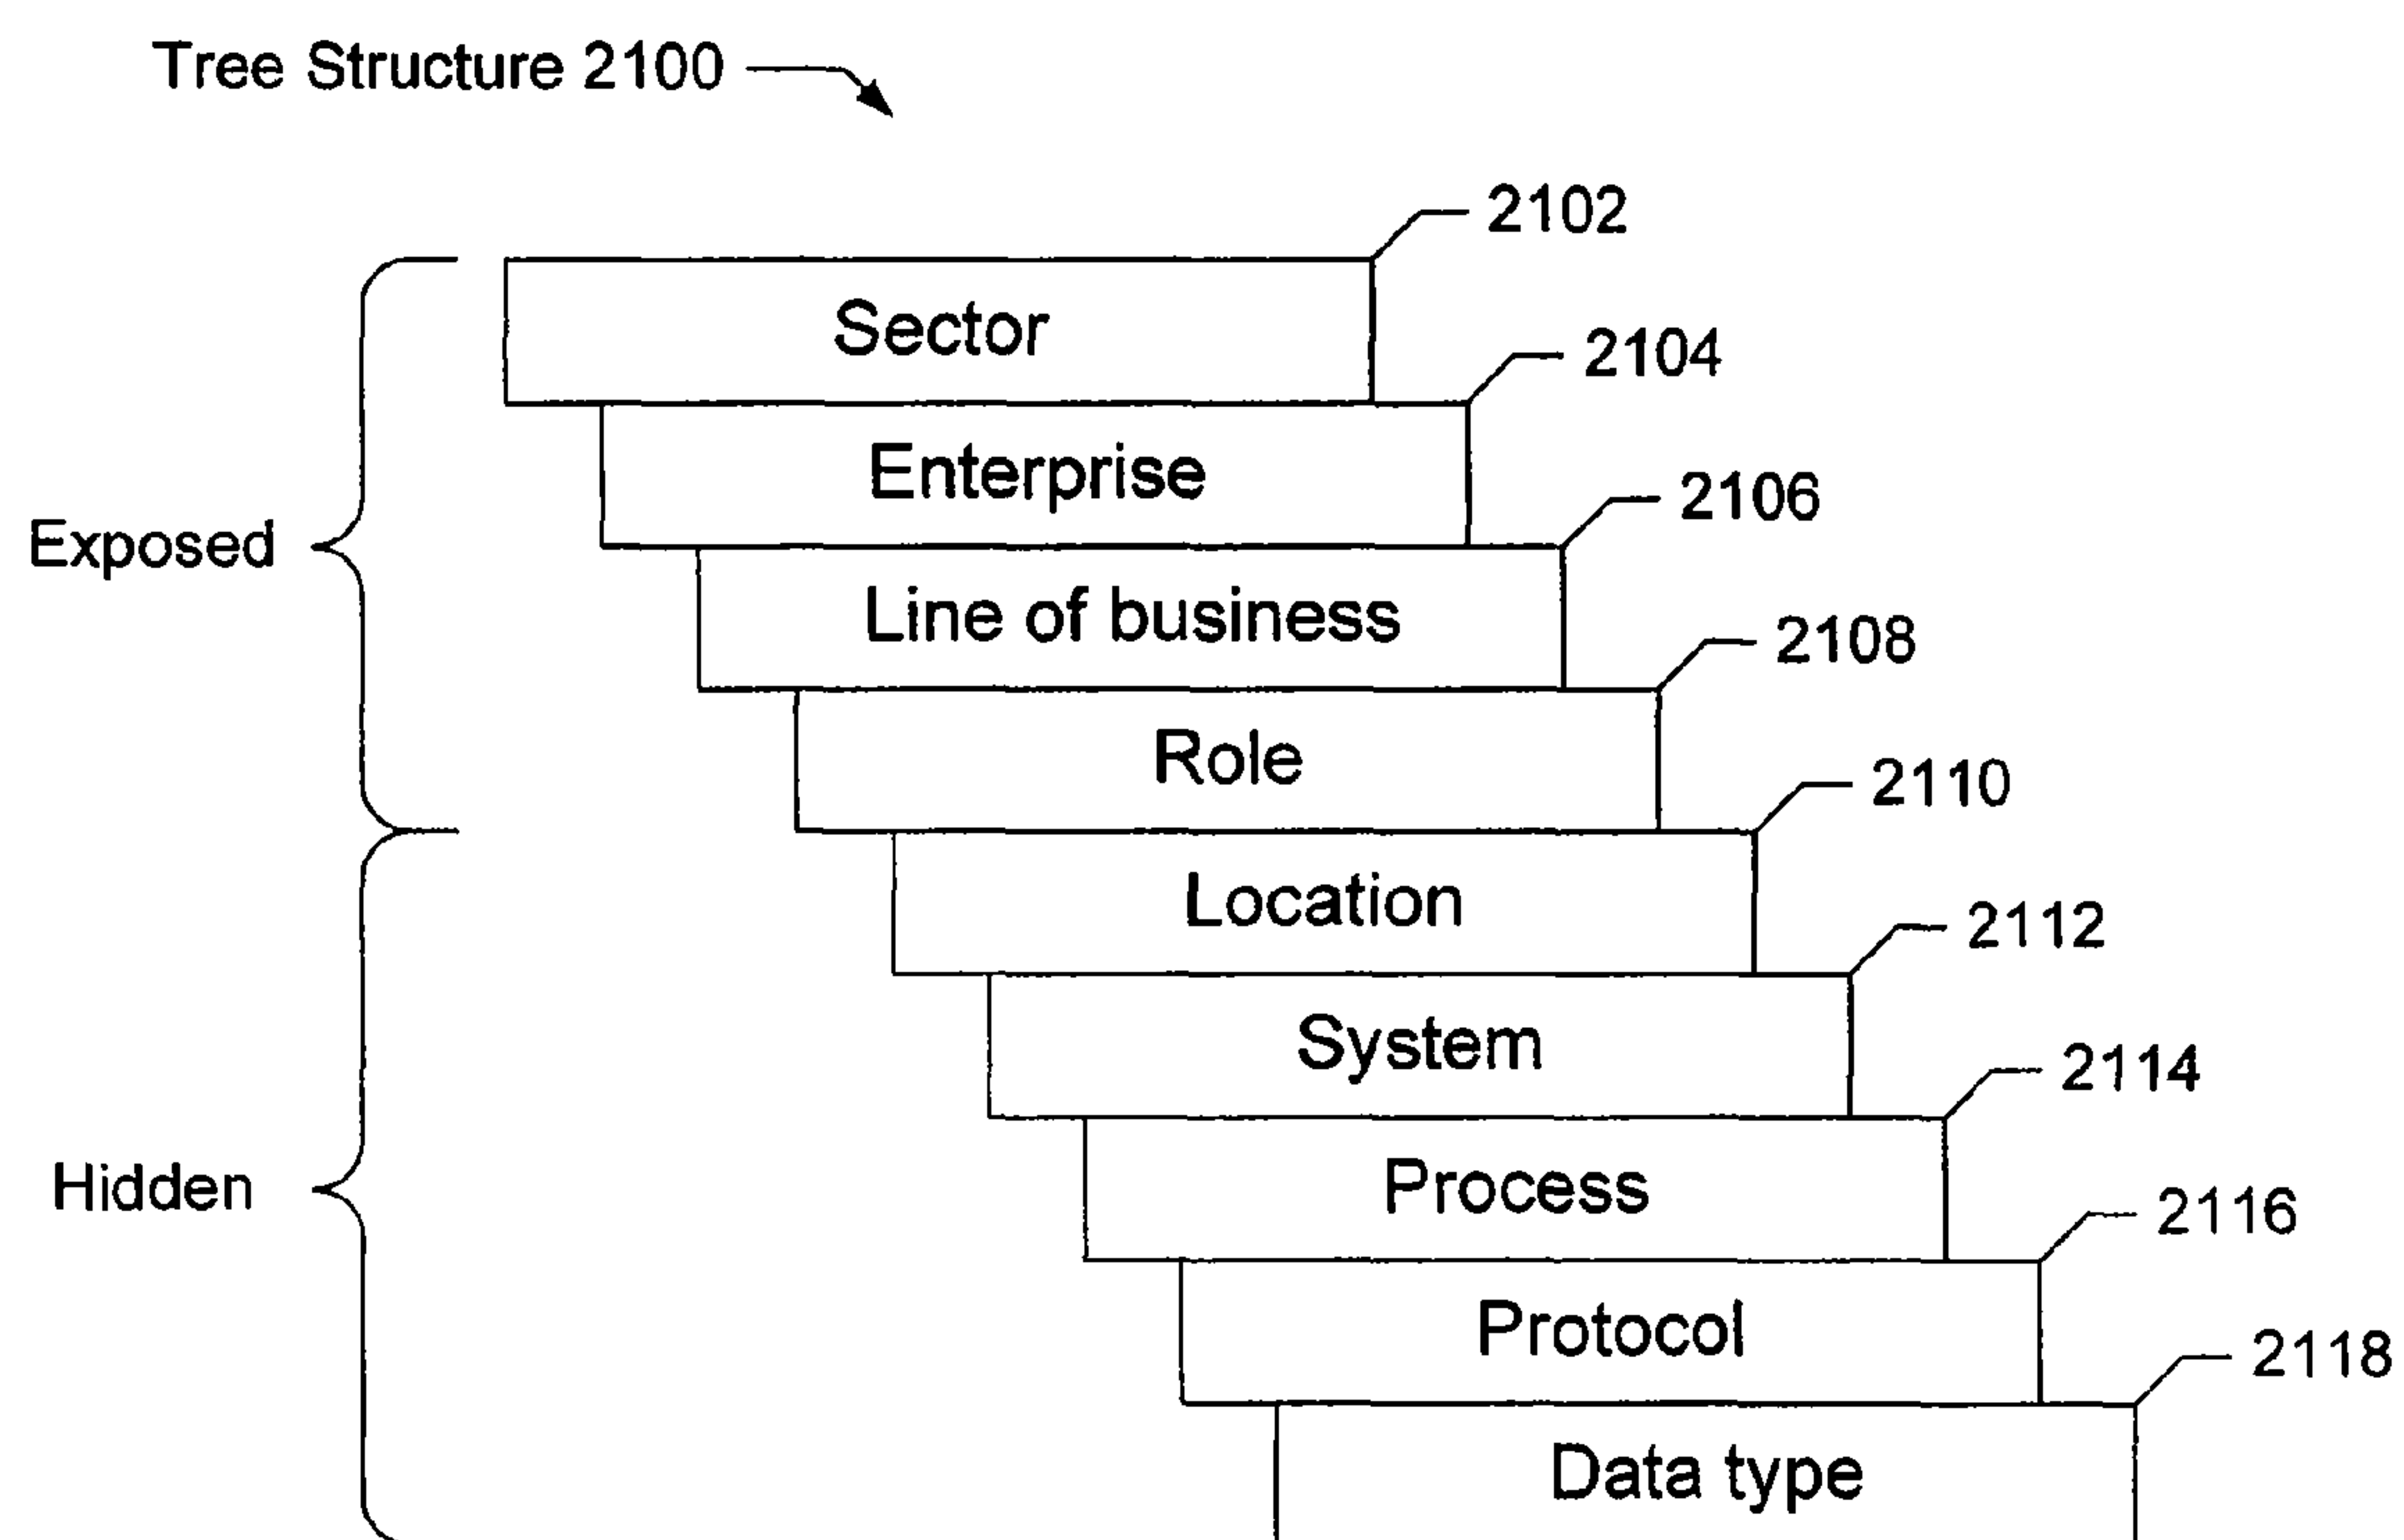 Tree Structure 2100
2102
Sector
2104
Enterprise
2106
Exposed
Line of business
2108
Role
2110
Location
2112
System
2114
Hidden
Process
2116
Protocol
2118
Data type